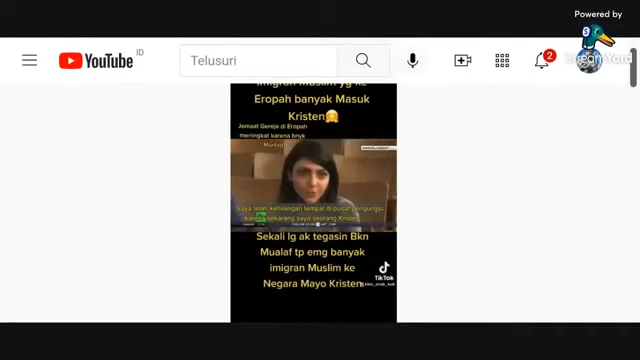 Powered by
StreamYard
YouTube ID
Telusuri
2
imigran Muslim yg ke
Eropah banyak Masuk
Kristen🤗
Jemaat Gereja di Eropah
meningkat karena bnyk
Murtad
Saya telah kehilangan tempat di pusat pengungsi
karena sekarang saya seorang Kristen
Sekali lg ak tegasin Bkn
Mualaf tp emg banyak
imigran Muslim ke
Negara Mayo Kristen
TikTok